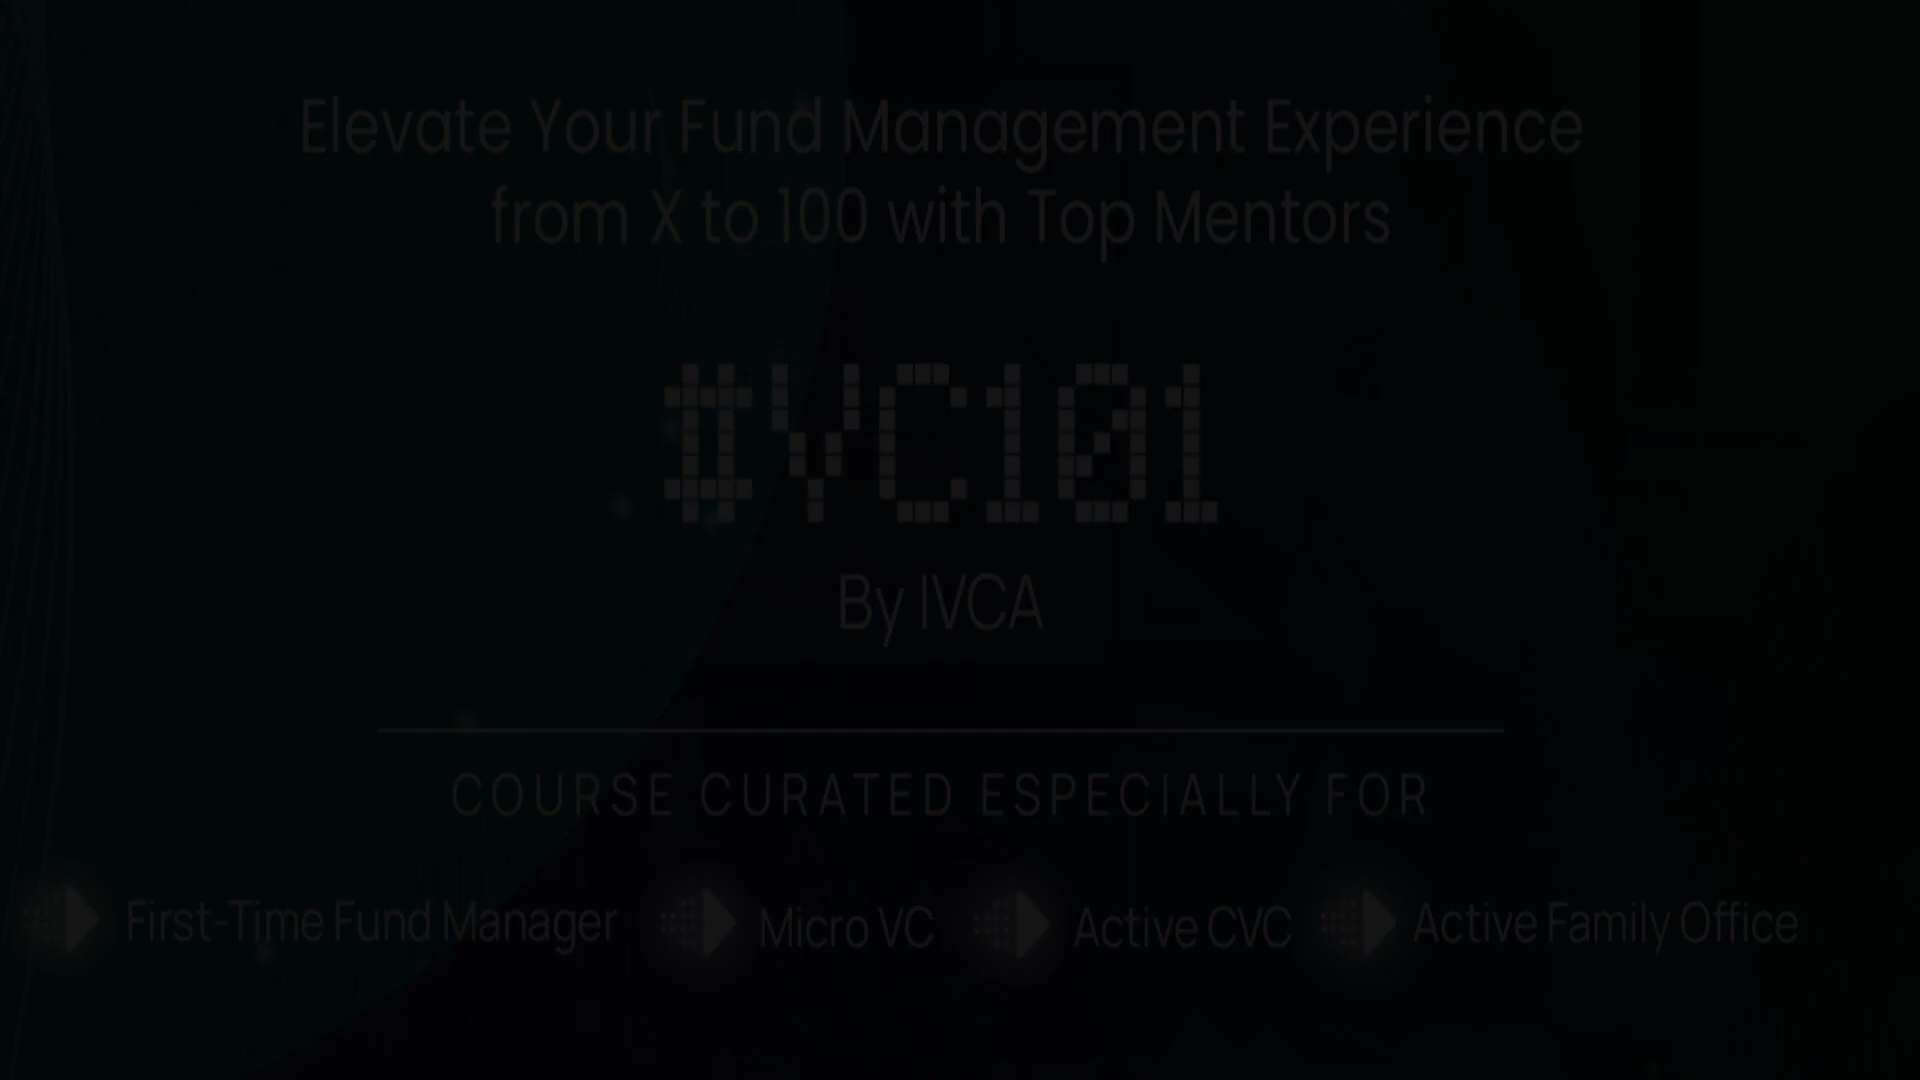 Elevate Your Fund Management Experience
from X to 100 with Top Mentors
#VC101
By IVCA
COURSE CURATED ESPECIALLY FOR
First-Time Fund Manager Micro VC Active CVC Active Family Office